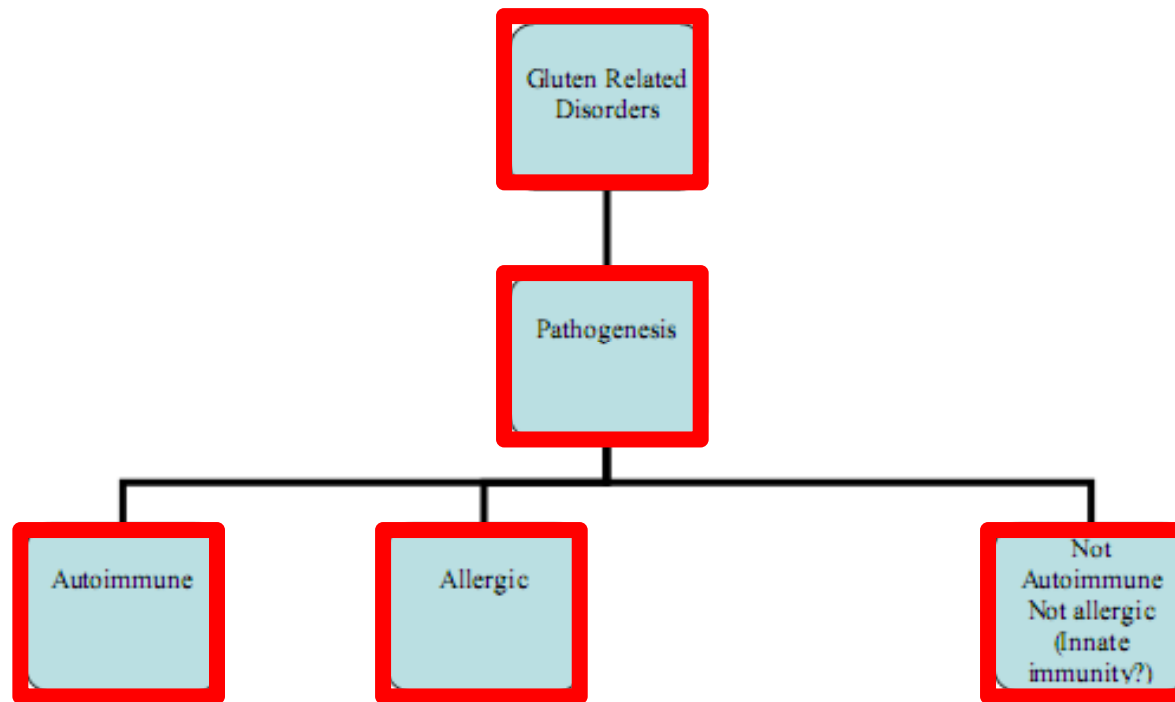 Gluten Related
Disorders
Pathogenesis
Autoimmune
Allergic
Not
Autoimmune
Not allergic
(Innate
immunity?)